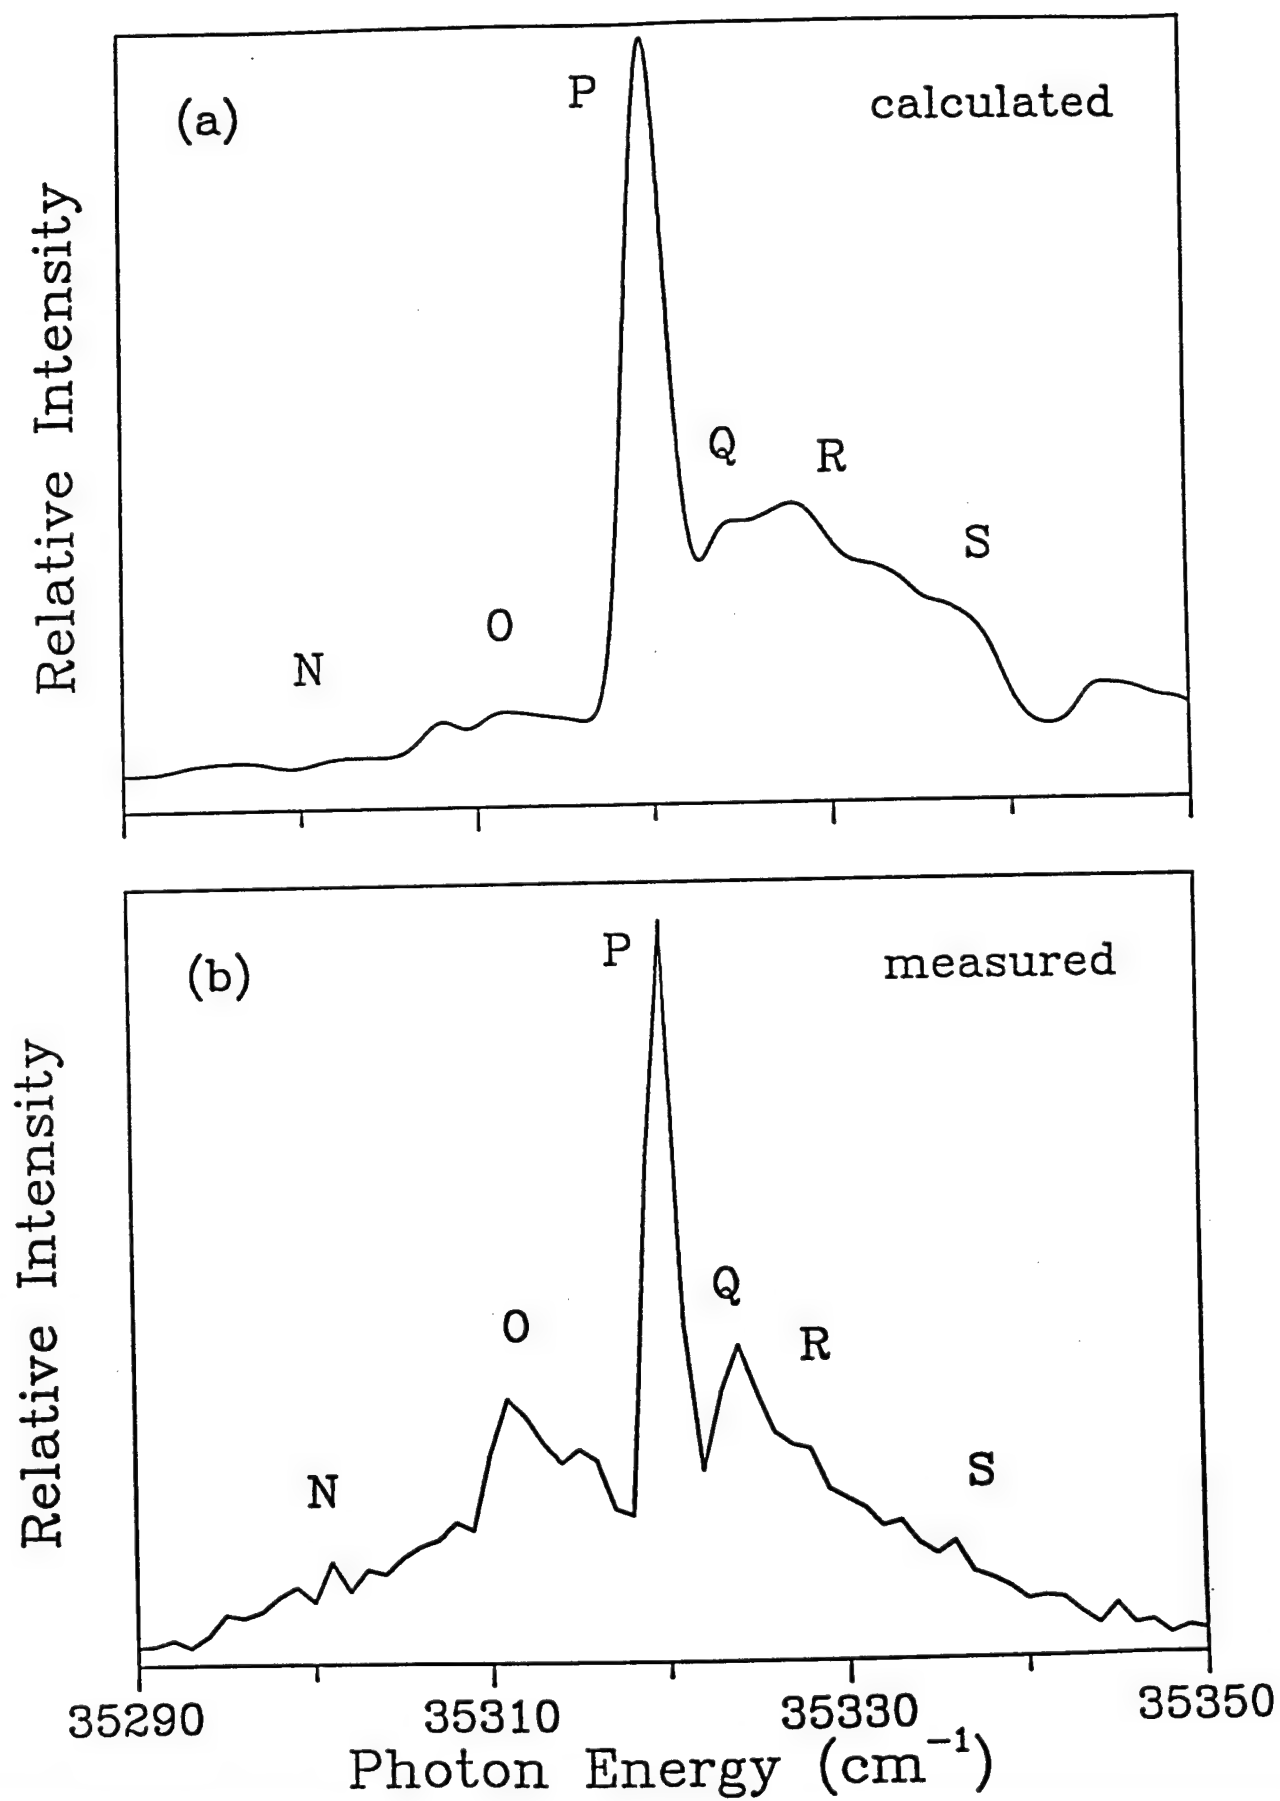 (a)
P
calculated
Q
R
S
O
N
Relative Intensity
(b)
P
measured
Q
R
O
N
S
Relative Intensity
35290 35310 35330 35350
Photon Energy (cm⁻¹)